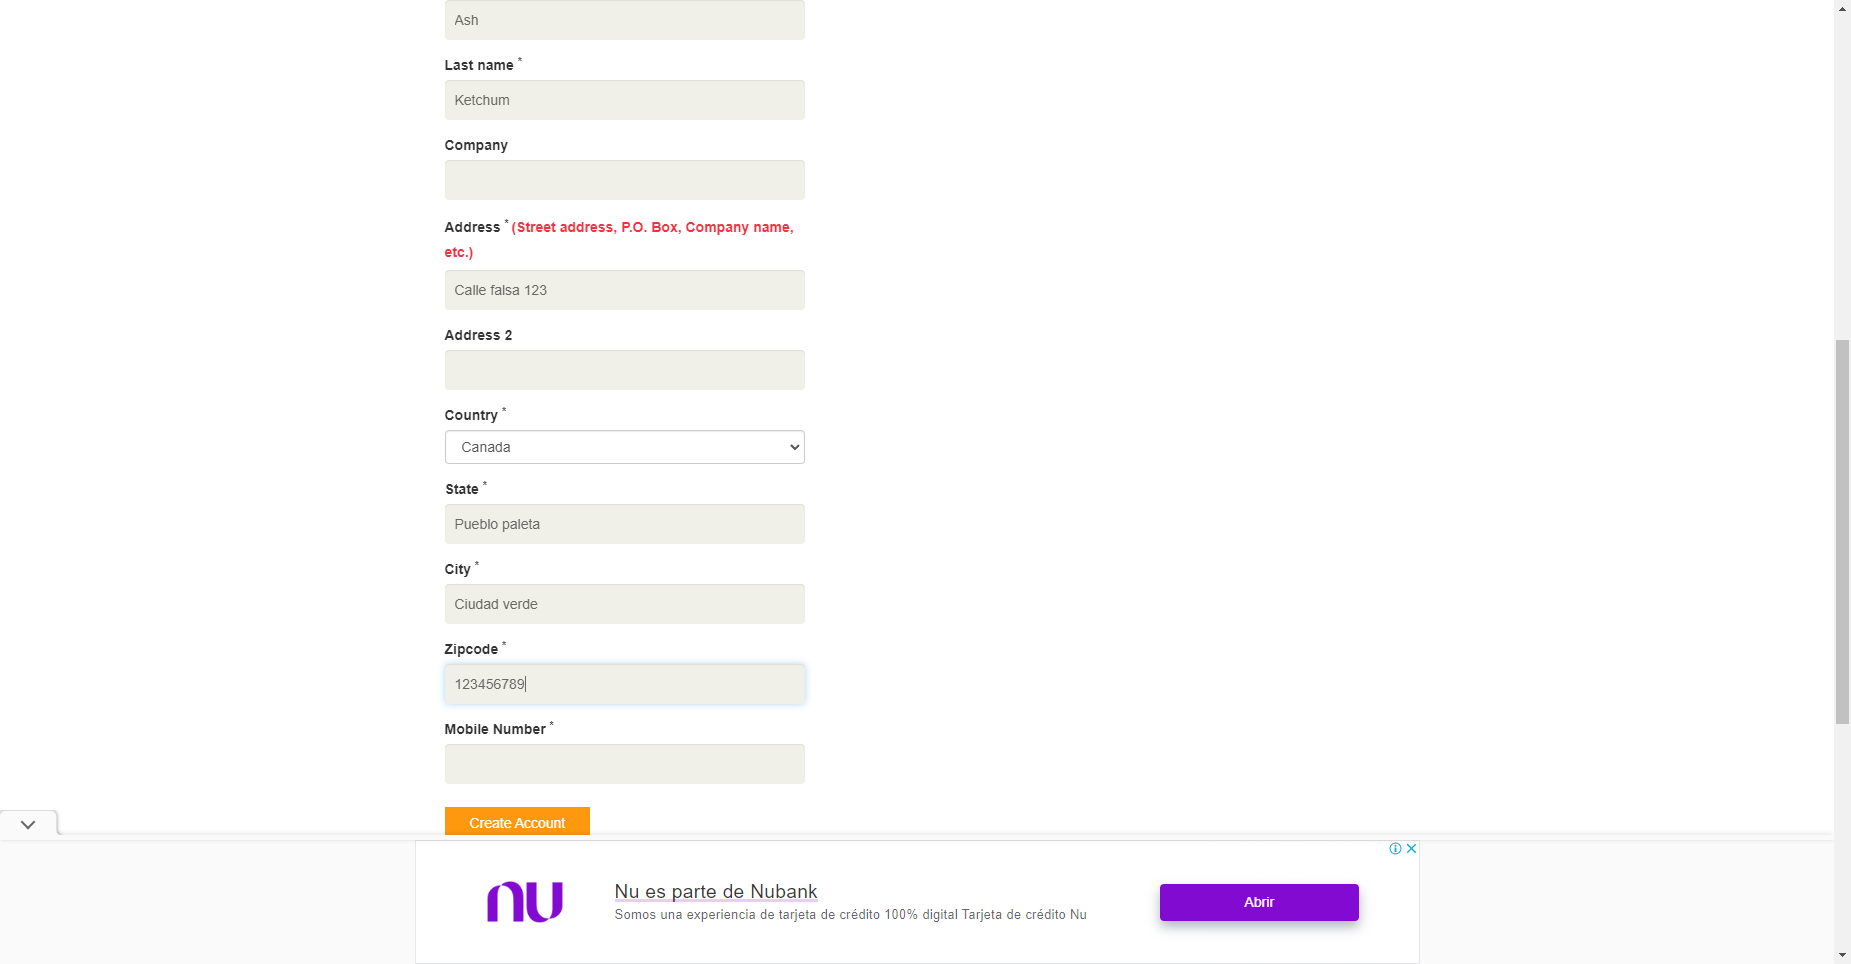 Ash
Last name *
Ketchum
Company
Address * (Street address, P.O. Box, Company name,
etc.)
Calle falsa 123
Address 2
Country *
Canada
State *
Pueblo paleta
City *
Ciudad verde
Zipcode *
123456789
Mobile Number *
Create Account
nu
Nu es parte de Nubank
Somos una experiencia de tarjeta de crédito 100% digital Tarjeta de crédito Nu
Abrir